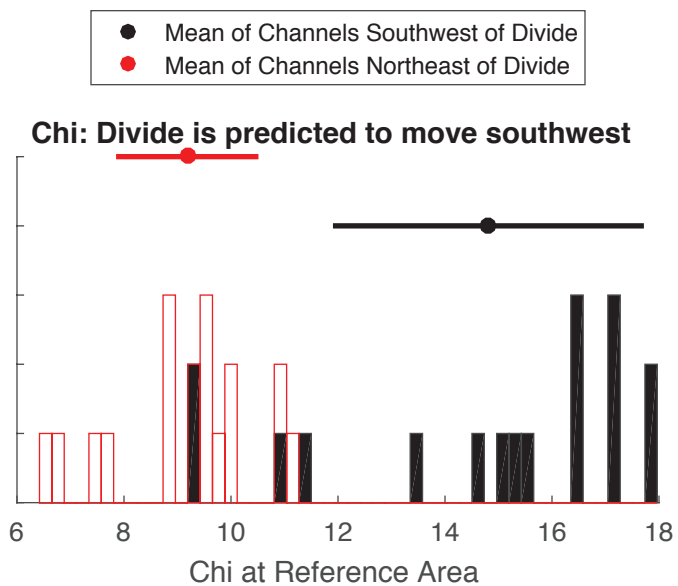 Mean of Channels Southwest of Divide
Mean of Channels Northeast of Divide
Chi: Divide is predicted to move southwest
6 8 10 12 14 16 18
Chi at Reference Area